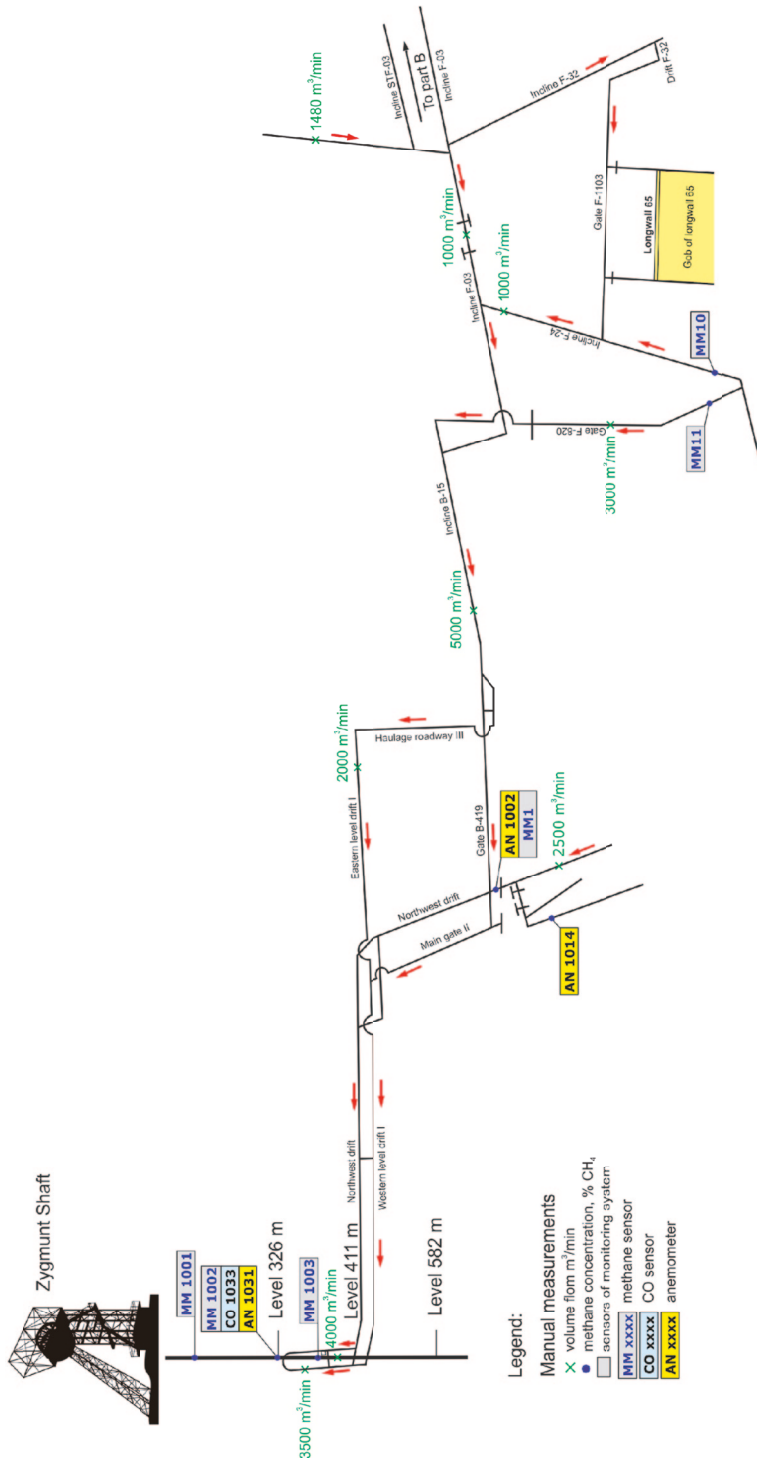 Zygmunt Shaft
MM 1001
MM 1002
CO 1033
AN 1031
Level 326 m
MM 1003
Level 411 m
4000 m³/min
3500 m³/min
Level 582 m
Northwest drift
Western level drift I
Eastern level drift I
2000 m³/min
Haulage roadway III
Northwest drift
Main gate II
Gate B-419
AN 1002
MM1
2500 m³/min
AN 1014
5000 m³/min
Incline B-15
Gate F-820
3000 m³/min
MM11
MM10
Incline F-24
1000 m³/min
Incline F-03
1000 m³/min
1480 m³/min
Incline STF-03
To part B
Incline F-03
Incline F-32
Drift F-32
Gate F-1103
Longwall 65
Gob of longwall 65
Legend:
Manual measurements
volume flom m³/min
methane concentration, % CH₄
sensors of monitoring system
MM xxxx methane sensor
CO xxxx CO sensor
AN xxxx anemometer